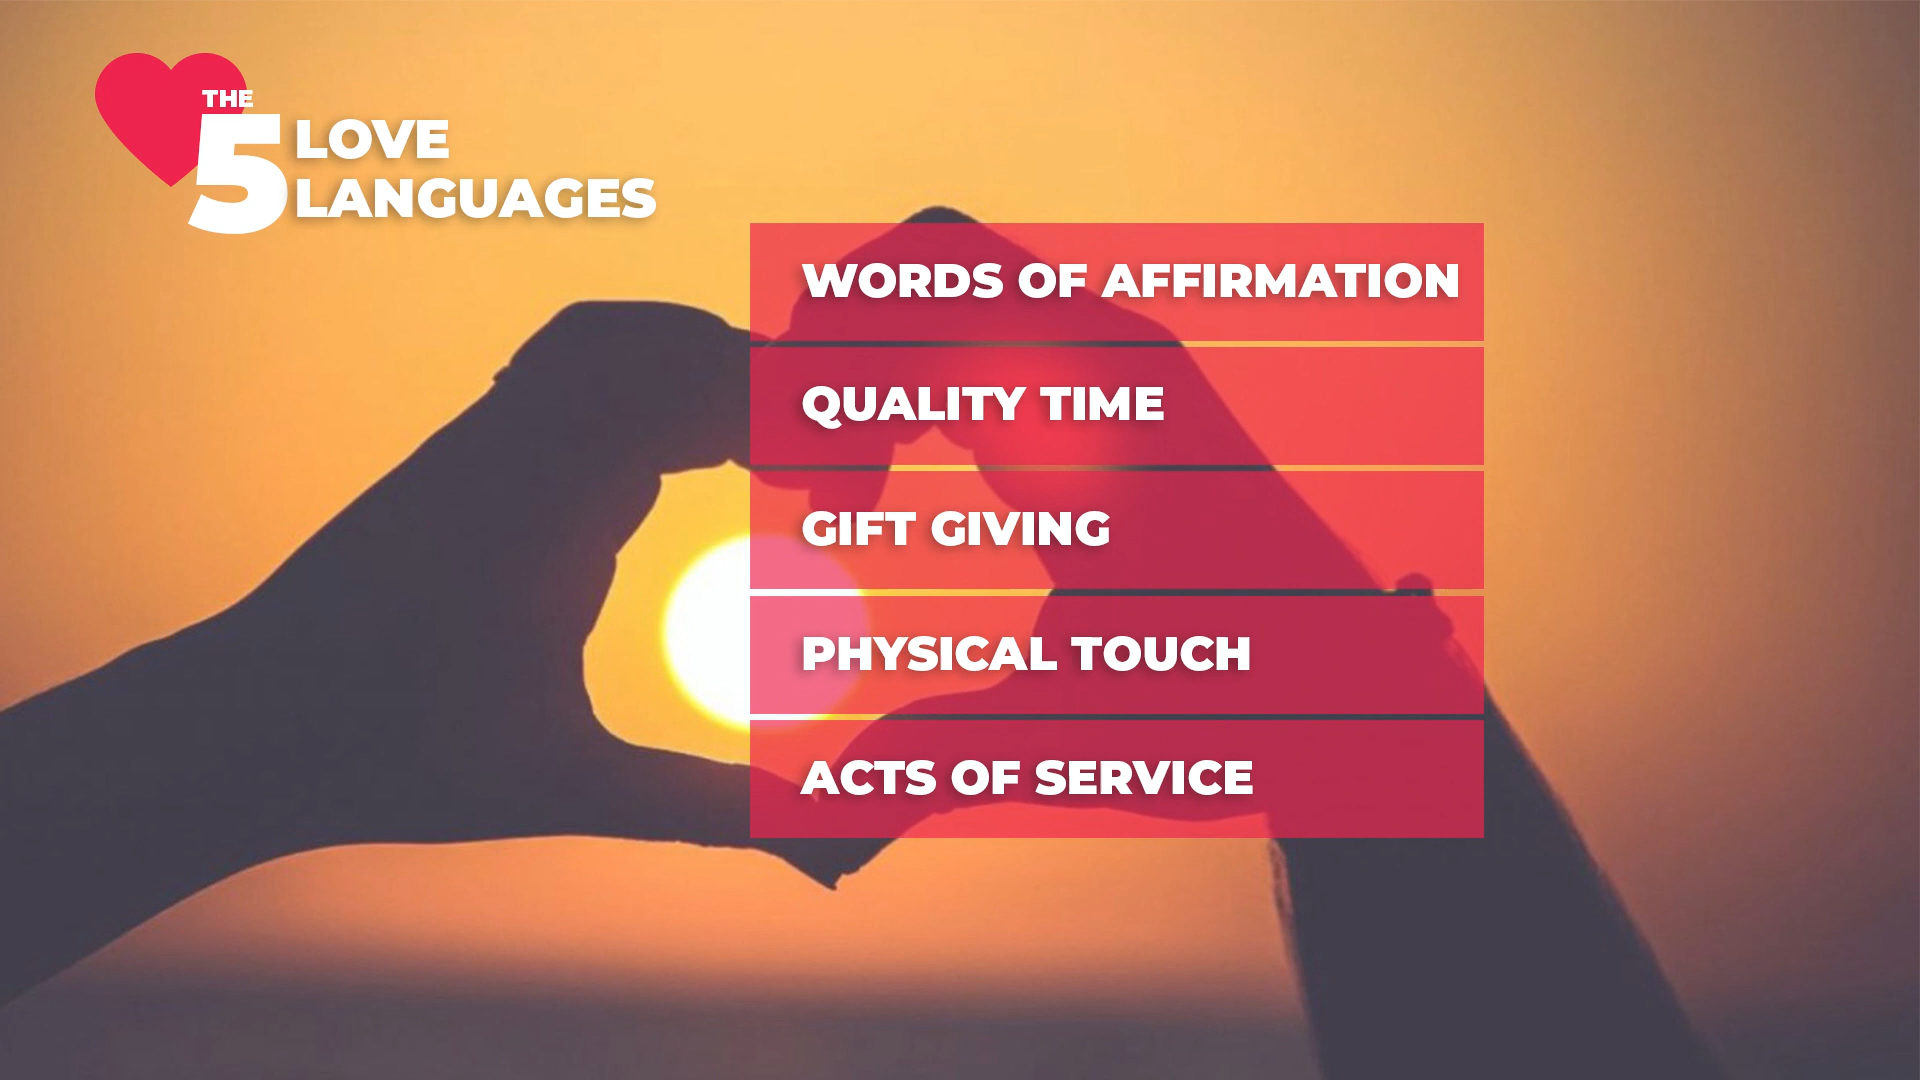 THE
5 LOVE
LANGUAGES
WORDS OF AFFIRMATION
QUALITY TIME
GIFT GIVING
PHYSICAL TOUCH
ACTS OF SERVICE